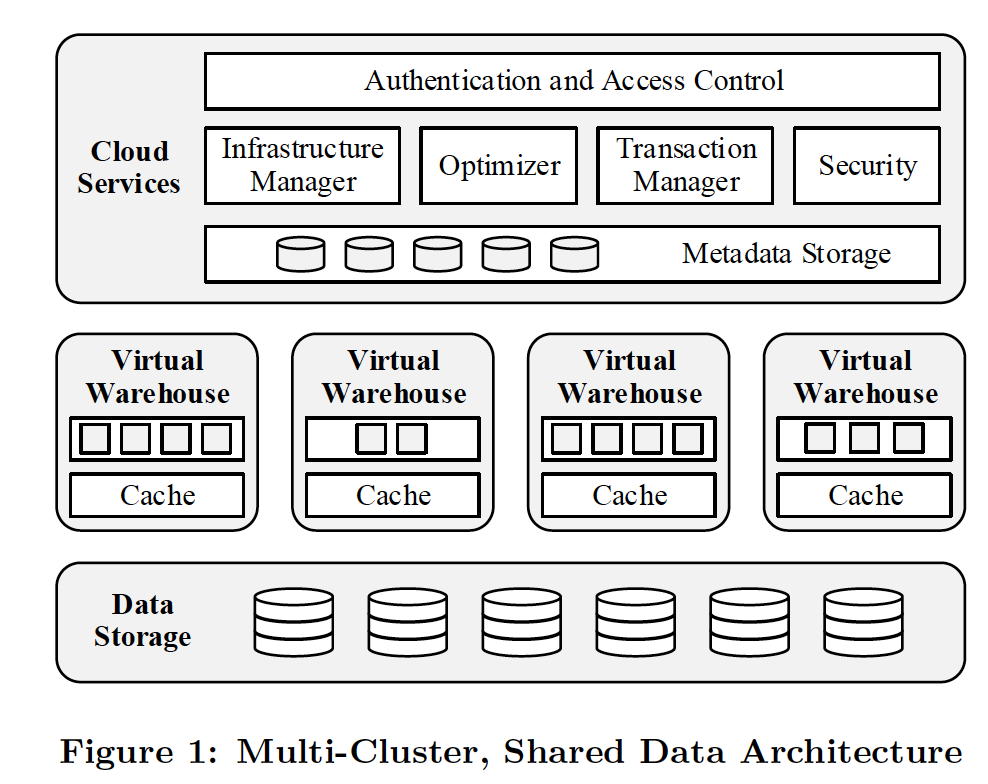 Authentication and Access Control
Cloud
Services
Infrastructure
Manager
Optimizer
Transaction
Manager
Security
Metadata Storage
Virtual
Warehouse
Cache
Virtual
Warehouse
Cache
Virtual
Warehouse
Cache
Virtual
Warehouse
Cache
Data
Storage
Figure 1: Multi-Cluster, Shared Data Architecture